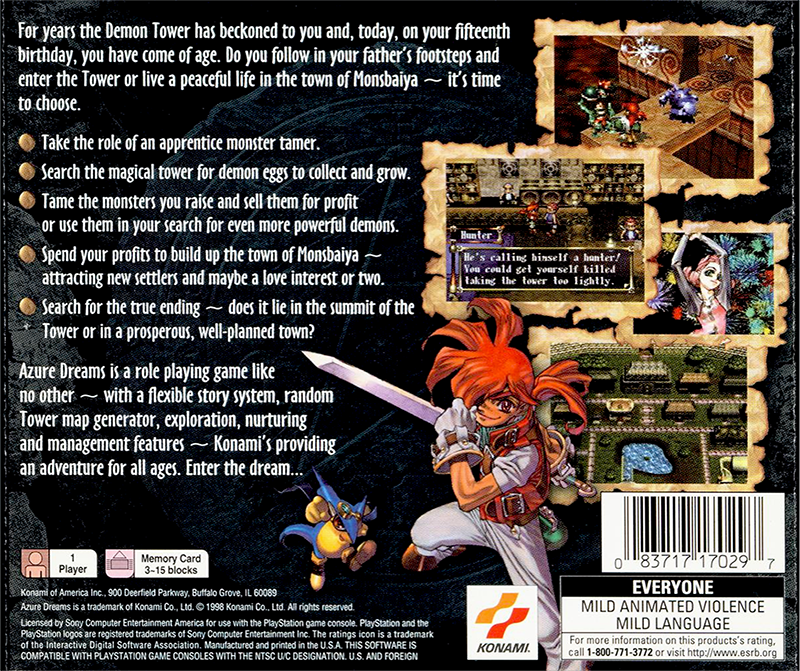 For years the Demon Tower has beckoned to you and, today, on your fifteenth
birthday, you have come of age. Do you follow in your father's footsteps and
enter the Tower or live a peaceful life in the town of Monsbaiya ~ it's time
to choose.
Take the role of an apprentice monster tamer.
Search the magical tower for demon eggs to collect and grow.
Tame the monsters you raise and sell them for profit
or use them in your search for even more powerful demons.
Spend your profits to build up the town of Monsbaiya ~
attracting new settlers and maybe a love interest or two.
Search for the true ending ~ does it lie in the summit of the
Tower or in a prosperous, well-planned town?
Azure Dreams is a role playing game like
no other ~ with a flexible story system, random
Tower map generator, exploration, nurturing
and management features ~ Konami's providing
an adventure for all ages. Enter the dream...
Hunter
He's calling himself a hunter!
You could get yourself killed
taking the tower too lightly.
1
Player
Memory Card
3-15 blocks
Konami of America Inc., 900 Deerfield Parkway, Buffalo Grove, IL 60089
Azure Dreams is a trademark of Konami Co., Ltd. © 1998 Konami Co., Ltd. All rights reserved.
Licensed by Sony Computer Entertainment America for use with the PlayStation game console. PlayStation and the
PlayStation logos are registered trademarks of Sony Computer Entertainment Inc. The ratings icon is a trademark
of the Interactive Digital Software Association. Manufactured and printed in the U.S.A. THIS SOFTWARE IS
COMPATIBLE WITH PLAYSTATION GAME CONSOLES WITH THE NTSC U/C DESIGNATION. U.S. AND FOREIGN
KONAMI
0 83717 17029 7
EVERYONE
MILD ANIMATED VIOLENCE
MILD LANGUAGE
For more information on this products's rating,
call 1-800-771-3772 or visit http://www.esrb.org